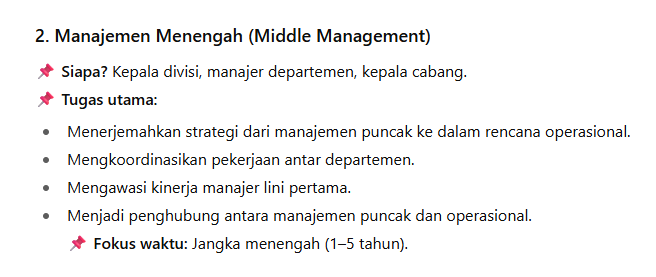 2. Manajemen Menengah (Middle Management)
📌 Siapa? Kepala divisi, manajer departemen, kepala cabang.
📌 Tugas utama:
• Menerjemahkan strategi dari manajemen puncak ke dalam rencana operasional.
• Mengkoordinasikan pekerjaan antar departemen.
• Mengawasi kinerja manajer lini pertama.
• Menjadi penghubung antara manajemen puncak dan operasional.
📌 Fokus waktu: Jangka menengah (1–5 tahun).